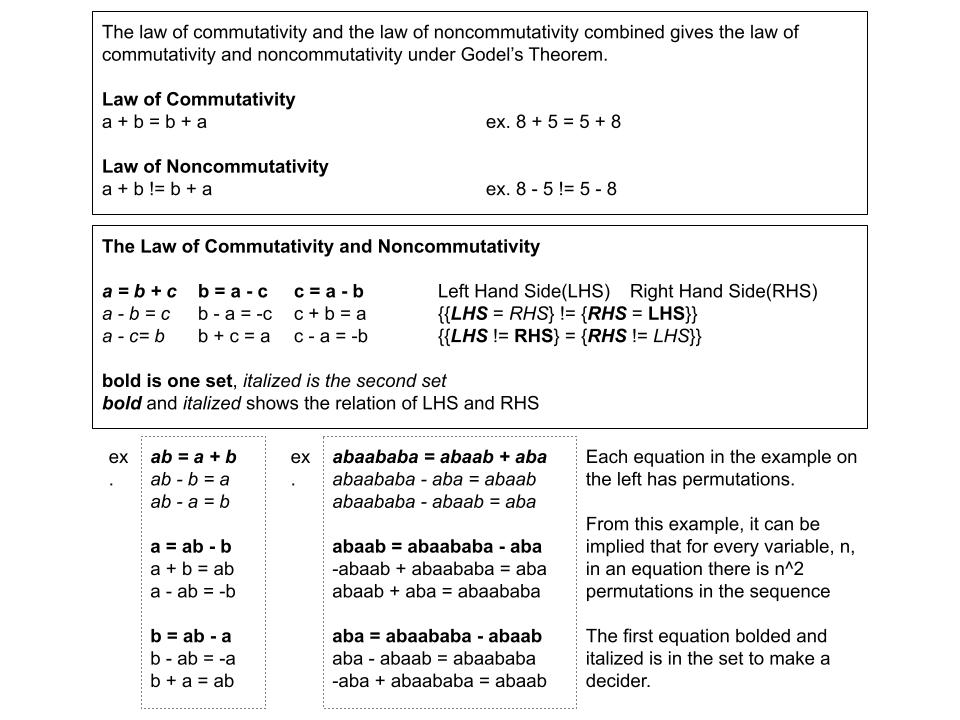 The law of commutativity and the law of noncommutativity combined gives the law of
commutativity and noncommutativity under Godel's Theorem.
Law of Commutativity
a + b = b + a ex. 8 + 5 = 5 + 8
Law of Noncommutativity
a + b != b + a ex. 8 - 5 != 5 - 8
The Law of Commutativity and Noncommutativity
a = b + c b = a - c c = a - b Left Hand Side(LHS) Right Hand Side(RHS)
a - b = c b - a = -c c + b = a {{LHS = RHS} != {RHS = LHS}}
a - c= b b + c = a c - a = -b {{LHS != RHS} = {RHS != LHS}}
bold is one set, italized is the second set
bold and italized shows the relation of LHS and RHS
ex
.
ab = a + b
ab - b = a
ab - a = b
a = ab - b
a + b = ab
a - ab = -b
b = ab - a
b - ab = -a
b + a = ab
ex
.
abaababa = abaab + aba
abaababa - aba = abaab
abaababa - abaab = aba
abaab = abaababa - aba
-abaab + abaababa = aba
abaab + aba = abaababa
aba = abaababa - abaab
aba - abaab = abaababa
-aba + abaababa = abaab
Each equation in the example on
the left has permutations.
From this example, it can be
implied that for every variable, n,
in an equation there is n^2
permutations in the sequence
The first equation bolded and
italized is in the set to make a
decider.